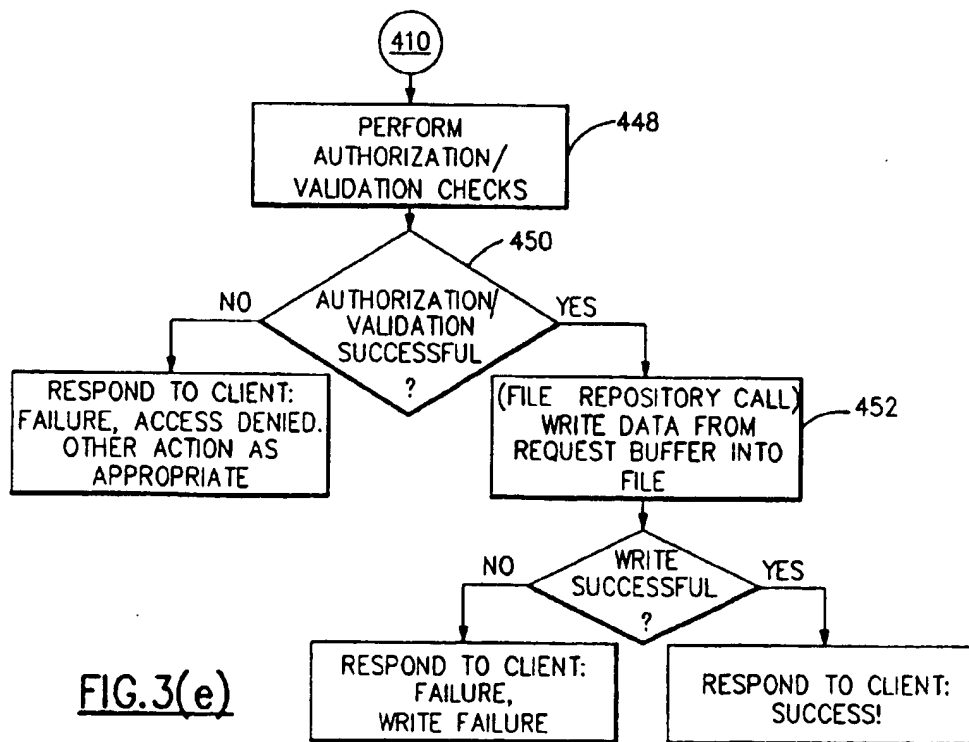 410
PERFORM
AUTHORIZATION/
VALIDATION CHECKS
448
450
AUTHORIZATION/
VALIDATION
SUCCESSFUL
?
NO
YES
RESPOND TO CLIENT:
FAILURE, ACCESS DENIED.
OTHER ACTION AS
APPROPRIATE
(FILE REPOSITORY CALL)
WRITE DATA FROM
REQUEST BUFFER INTO
FILE
452
WRITE
SUCCESSFUL
?
NO
YES
RESPOND TO CLIENT:
FAILURE,
WRITE FAILURE
RESPOND TO CLIENT:
SUCCESS!
FIG.3(e)